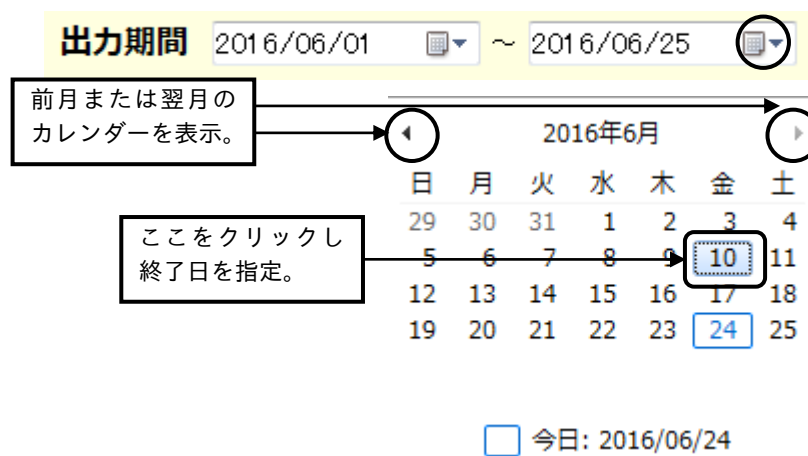 出力期間 2016/06/01 ～ 2016/06/25
前月または翌月の
カレンダーを表示。
2016年6月
日 月 火 水 木 金 土
29 30 31 1 2 3 4
ここをクリックし
終了日を指定。
5 6 7 8 9 10 11
12 13 14 15 16 17 18
19 20 21 22 23 24 25
今日: 2016/06/24